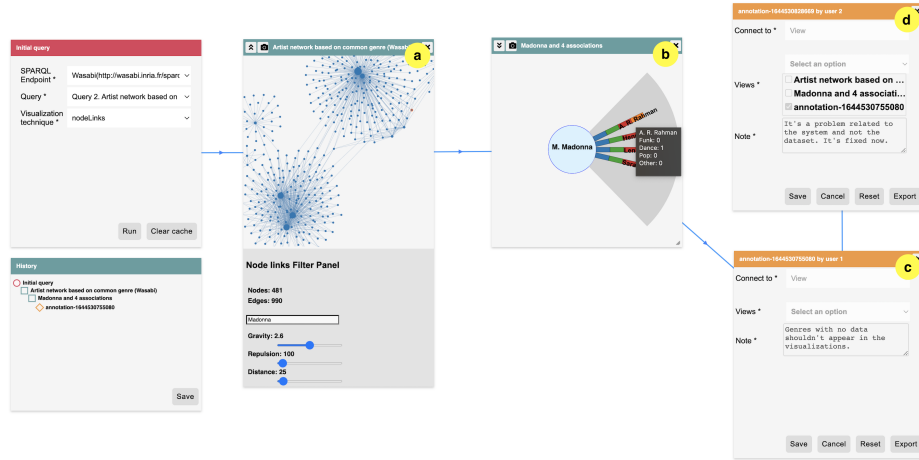 Initial query
SPARQL
Endpoint *
Wasabi(http://wasabi.inria.fr/sparc
Query *
Query 2. Artist network based on
Visualization
technique *
nodeLinks
Run
Clear cache
History
Initial query
Artist network based on common genre (Wasabi)
Madonna and 4 associations
annotation-1644530755080
Save
Artist network based on common genre (Wasabi)
a
Node links Filter Panel
Nodes: 481
Edges: 990
Madonna
Gravity: 2.6
Repulsion: 100
Distance: 25
Madonna and 4 associations
b
M. Madonna
A. R. Rahman
A. R. Rahman
Funk: 0
Dance: 1
Pop: 0
Other: 0
annotation-1644530828669 by user 2
d
Connect to *
View
Select an option
Views *
Artist network based on ...
Madonna and 4 associati...
annotation-1644530755080
Note *
It's a problem related to
the system and not the
dataset. It's fixed now.
Save
Cancel
Reset
Export
annotation-1644530755080 by user 1
c
Connect to *
View
Views *
Select an option
Note *
Genres with no data
shouldn't appear in the
visualizations.
Save
Cancel
Reset
Export